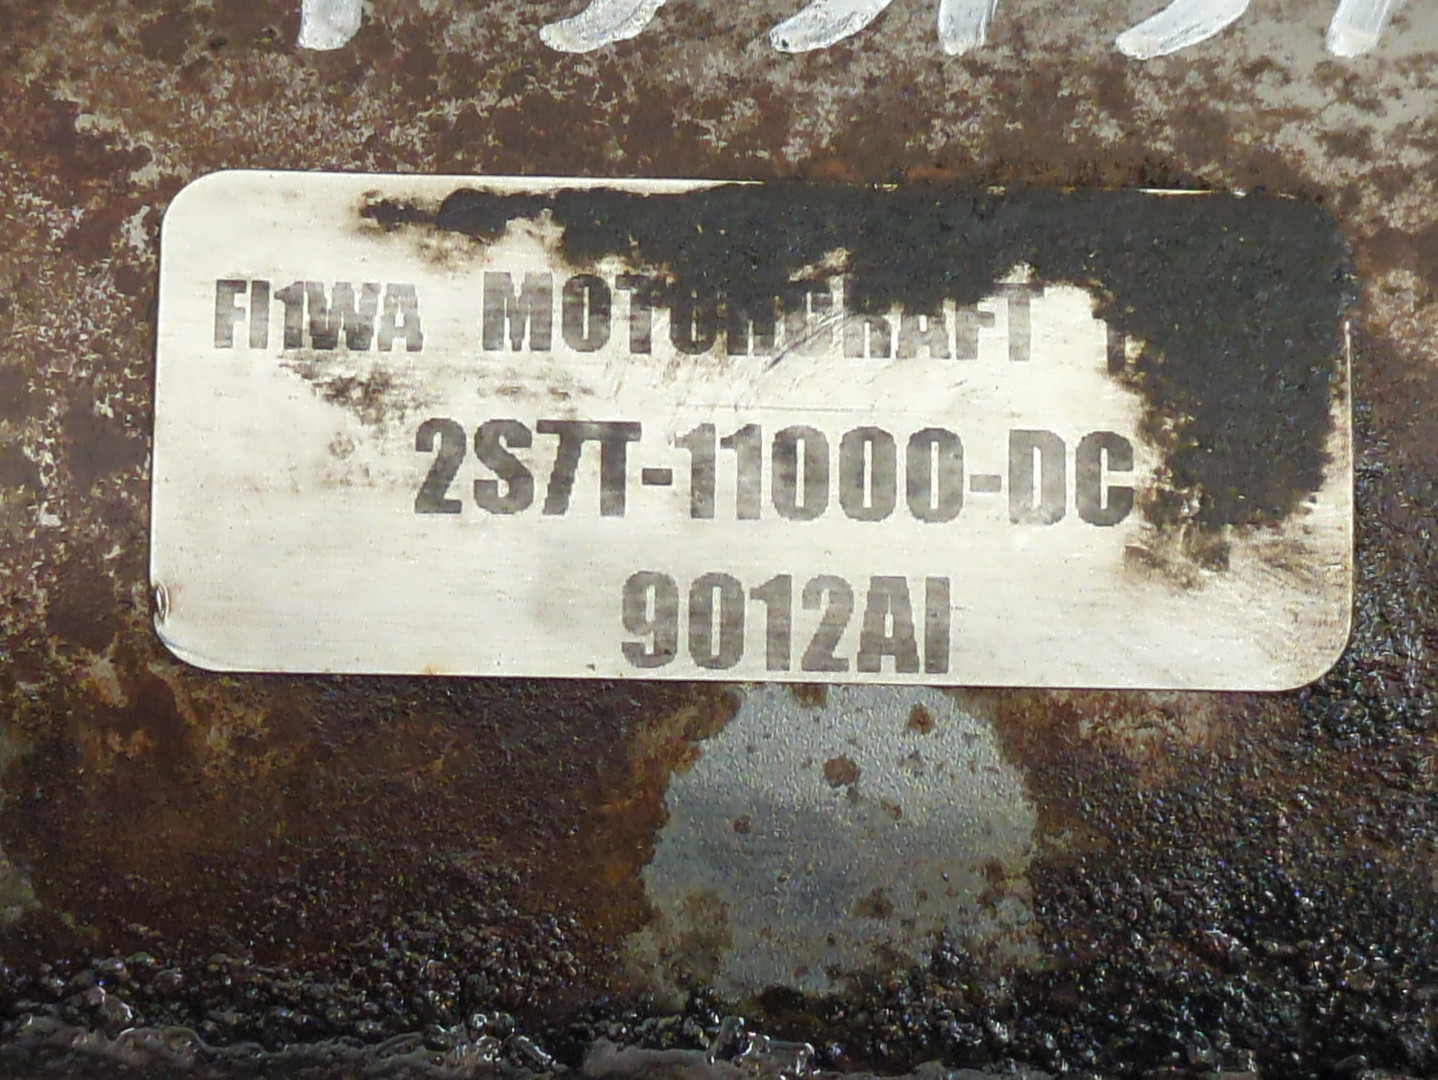 FI1WA MOTORCRAFT
2S7T-11000-DC
9012AI